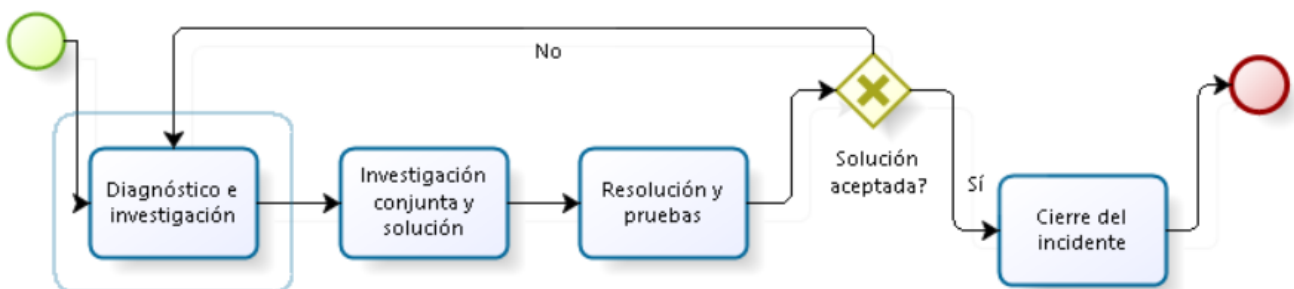 No
Diagnóstico e
investigación
Investigación
conjunta y
solución
Resolución y
pruebas
Solución
aceptada?
Sí
Cierre del
incidente